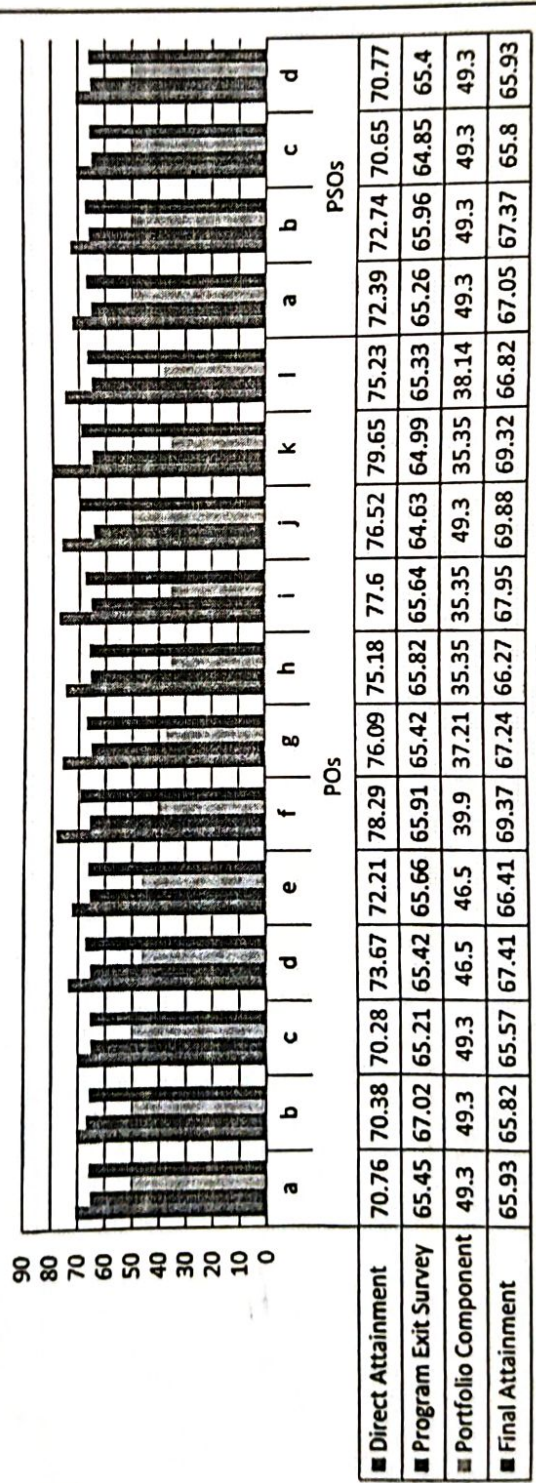 90
80
70
60
50
40
30
20
10
0
a b c d e f g h i j k l a b c d
POs PSOs
Direct Attainment 70.76 70.38 70.28 73.67 72.21 78.29 76.09 75.18 77.6 76.52 79.65 75.23 72.39 72.74 70.65 70.77
Program Exit Survey 65.45 67.02 65.21 65.42 65.66 65.91 65.42 65.82 65.64 64.63 64.99 65.33 65.26 65.96 64.85 65.4
Portfolio Component 49.3 49.3 49.3 46.5 46.5 39.9 37.21 35.35 35.35 49.3 35.35 38.14 49.3 49.3 49.3 49.3
Final Attainment 65.93 65.82 65.57 67.41 66.41 69.37 67.24 66.27 67.95 69.88 69.32 66.82 67.05 67.37 65.8 65.93